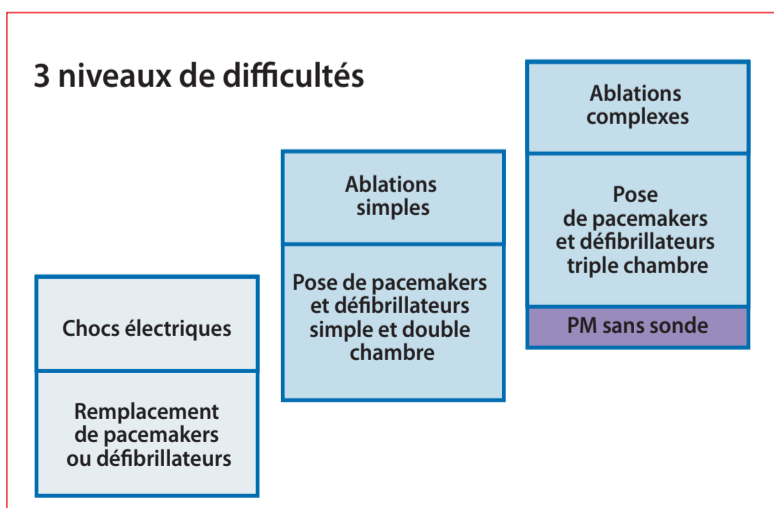 3 niveaux de difficultés
Chocs électriques
Remplacement
de pacemakers
ou défibrillateurs
Ablations
simples
Pose de pacemakers
et défibrillateurs
simple et double
chambre
Ablations
complexes
Pose
de pacemakers
et défibrillateurs
triple chambre
PM sans sonde